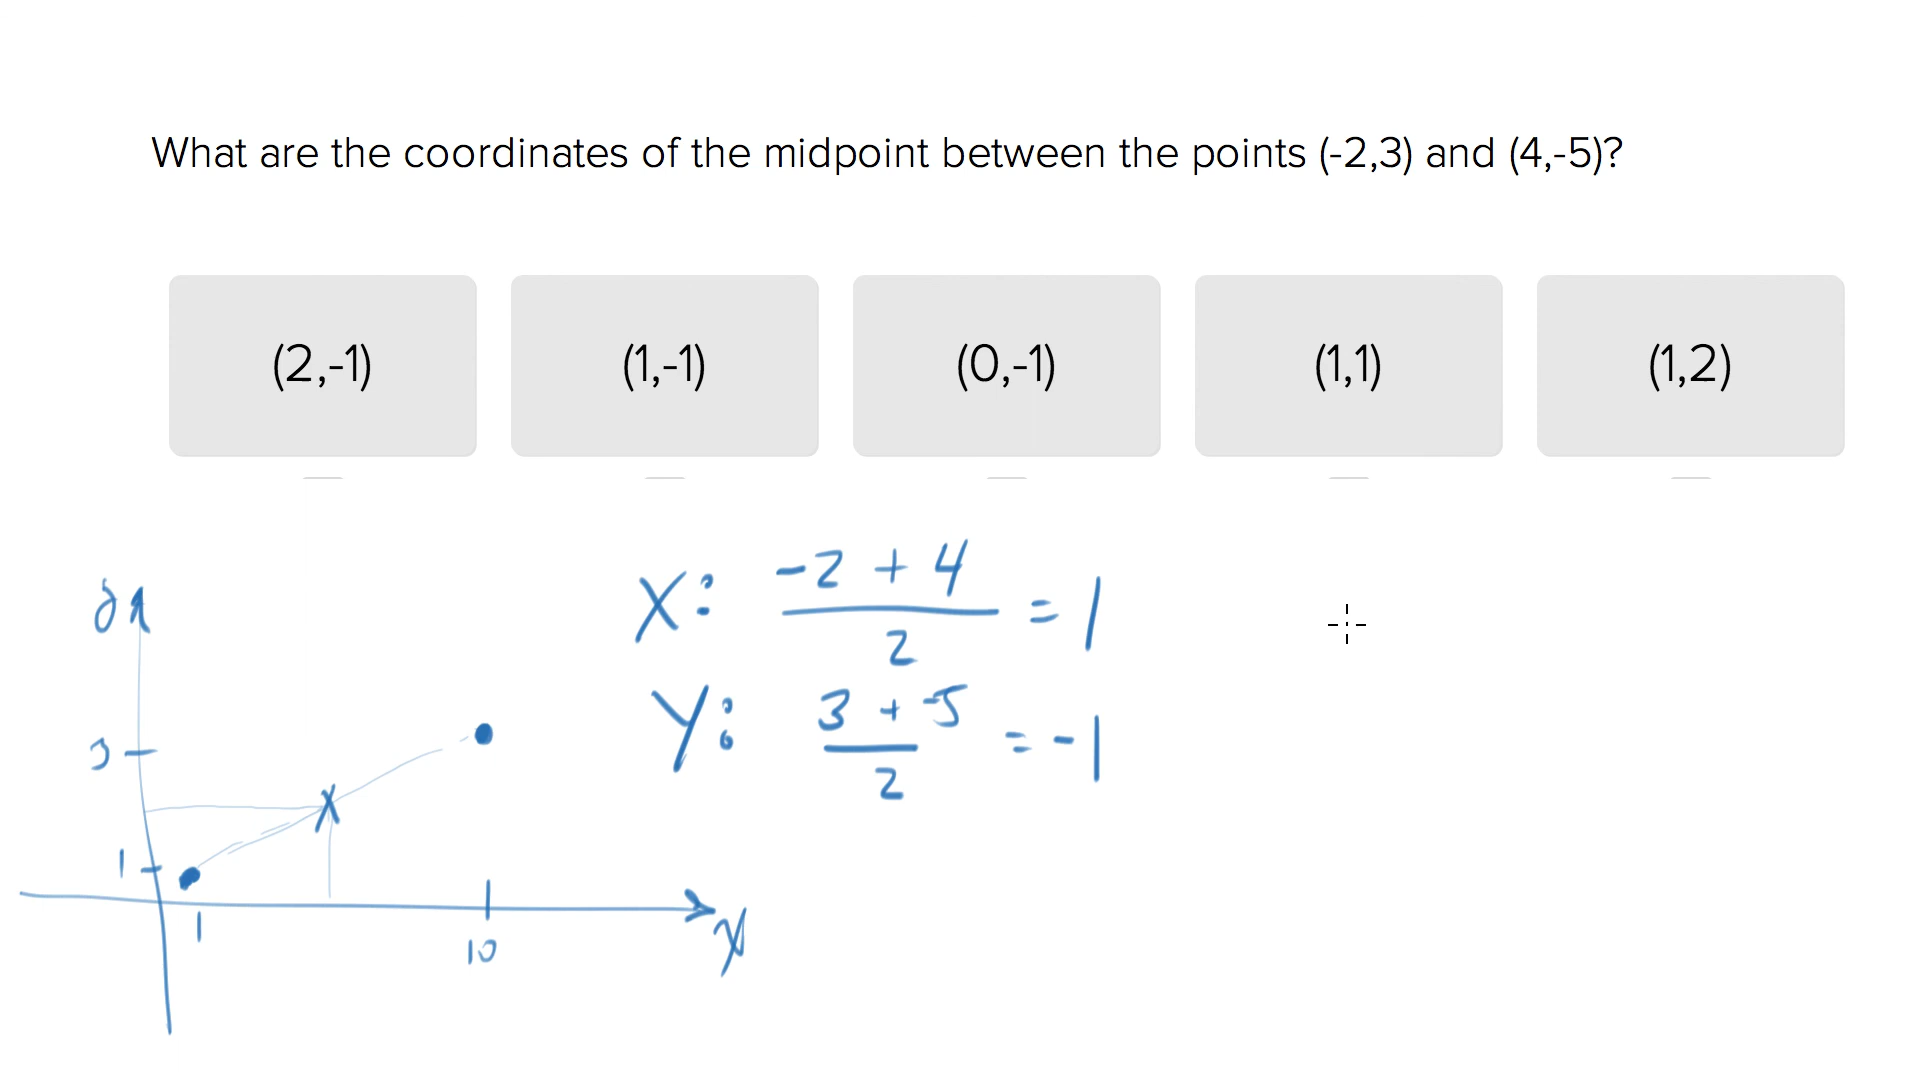 What are the coordinates of the midpoint between the points (-2,3) and (4,-5)?
(2,-1) (1,-1) (0,-1) (1,1) (1,2)
X: -2 + 4 / 2 = 1
Y: 3 + -5 / 2 = -1
3
1
1
10
x